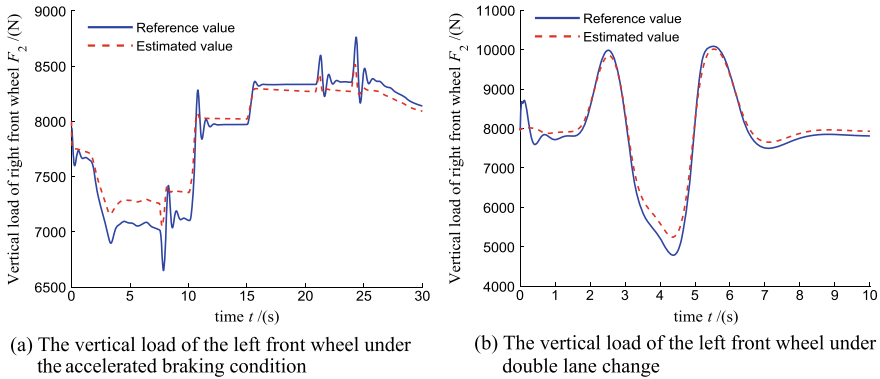 9000
8500
8000
7500
7000
6500
0
5
10
15
20
25
30
Vertical load of right front wheel F2 /(N)
Reference value
Estimated value
time t /(s)
(a) The vertical load of the left front wheel under
the accelerated braking condition
11000
10000
9000
8000
7000
6000
5000
4000
0
1
2
3
4
5
6
7
8
9
10
Vertical load of right front wheel F2 /(N)
Reference value
Estimated value
time t /(s)
(b) The vertical load of the left front wheel under
double lane change